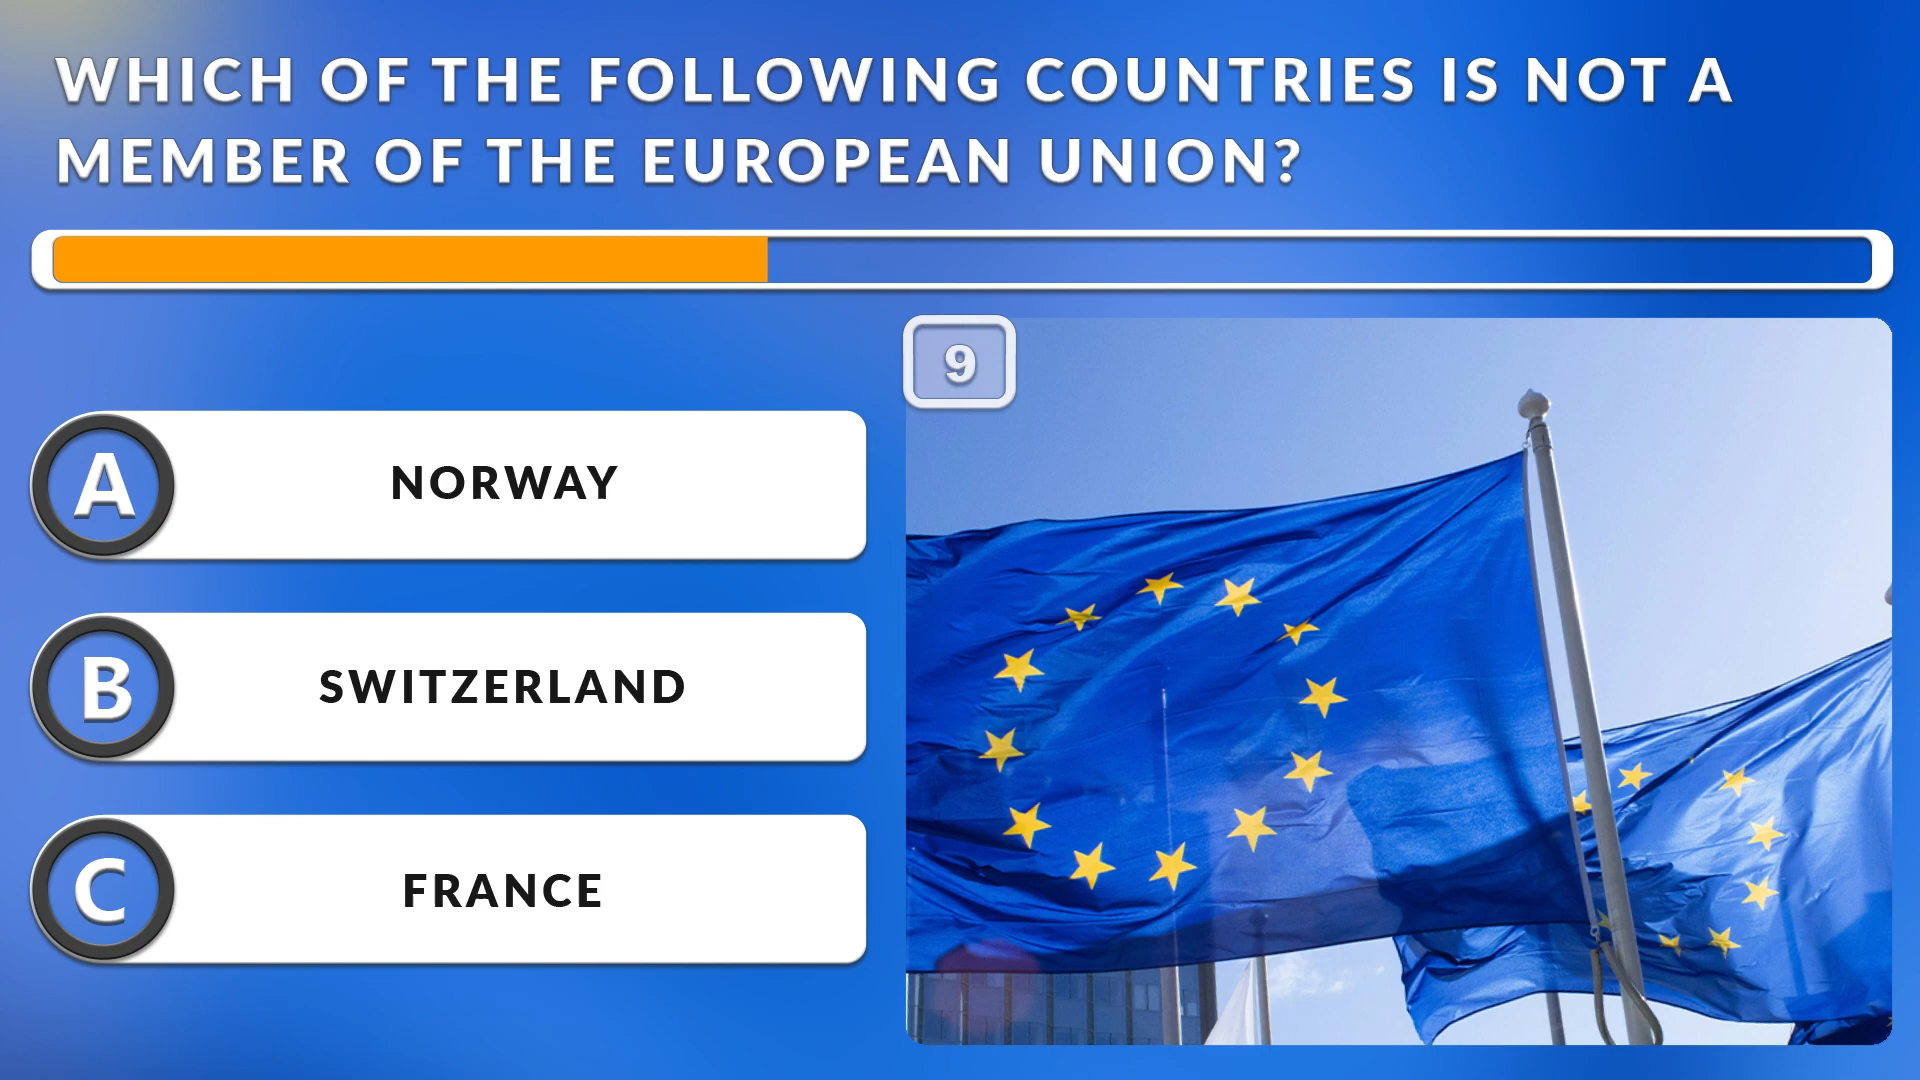 WHICH OF THE FOLLOWING COUNTRIES IS NOT A
MEMBER OF THE EUROPEAN UNION?
9
A
NORWAY
B
SWITZERLAND
C
FRANCE